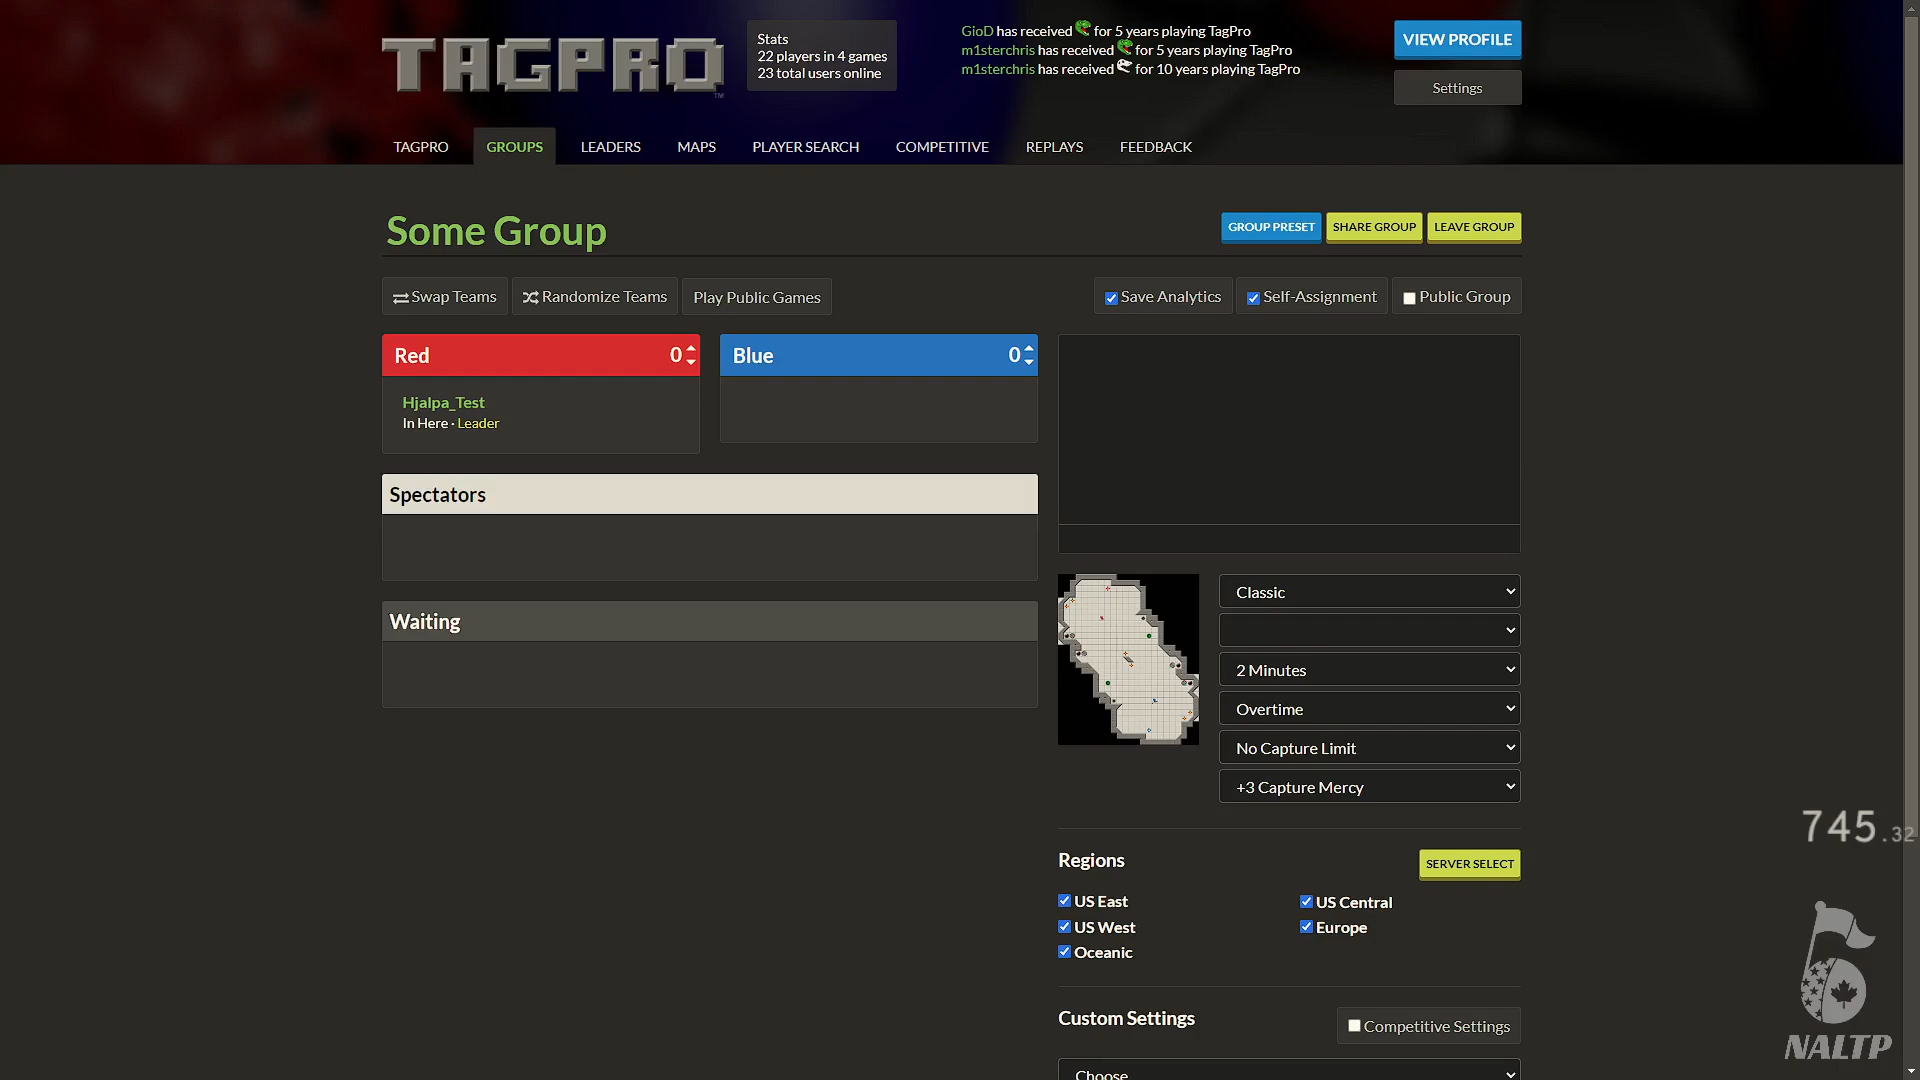 TAGPRO
TM
Stats
22 players in 4 games
23 total users online
GioD has received for 5 years playing TagPro
m1sterchris has received for 5 years playing TagPro
m1sterchris has received for 10 years playing TagPro
VIEW PROFILE
Settings
TAGPRO GROUPS LEADERS MAPS PLAYER SEARCH COMPETITIVE REPLAYS FEEDBACK
Some Group
GROUP PRESET SHARE GROUP LEAVE GROUP
Swap Teams Randomize Teams Play Public Games
Save Analytics Self-Assignment Public Group
Red 0
Blue 0
Hjalpa_Test
In Here · Leader
Spectators
Waiting
Classic
2 Minutes
Overtime
No Capture Limit
+3 Capture Mercy
745.32
Regions
SERVER SELECT
US East
US Central
US West
Europe
Oceanic
Custom Settings
Competitive Settings
Choose
NALTP